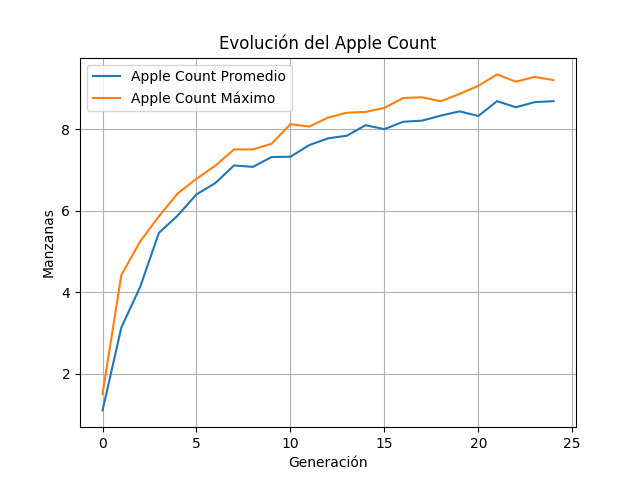 Evolución del Apple Count
Apple Count Promedio
Apple Count Máximo
Manzanas
8
6
4
2
0 5 10 15 20 25
Generación